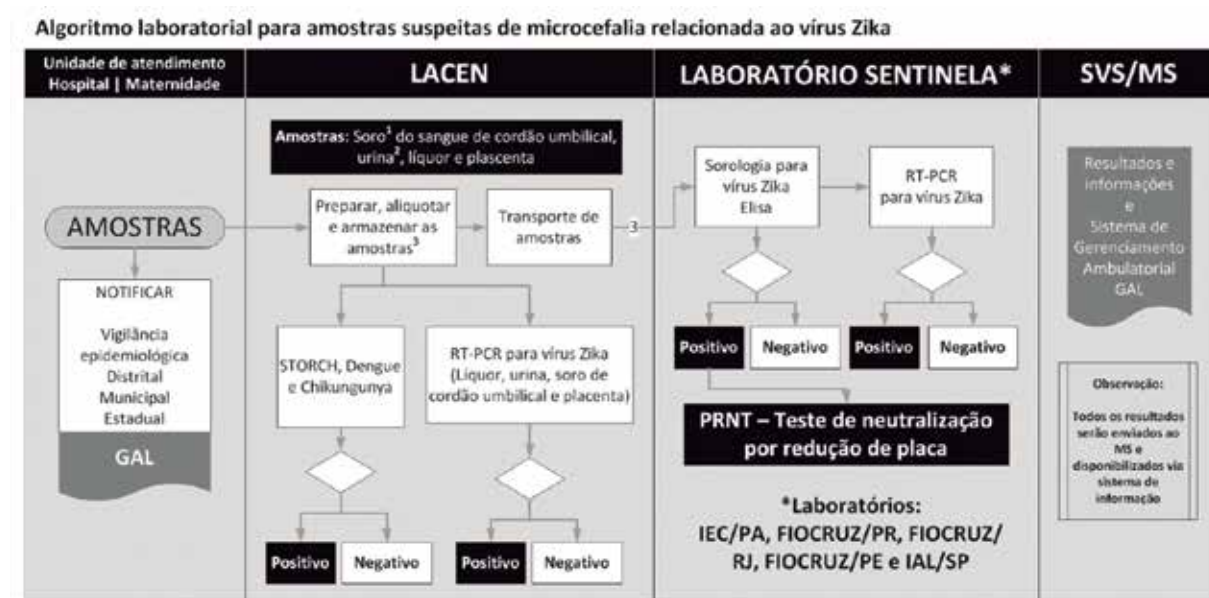 Algoritmo laboratorial para amostras suspeitas de microcefalia relacionada ao vírus Zika
Unidade de atendimento
Hospital | Maternidade
LACEN
LABORATÓRIO SENTINELA*
SVS/MS
AMOSTRAS
NOTIFICAR
Vigilância
epidemiológica
Distrital
Municipal
Estadual
GAL
Amostras: Soro¹ do sangue de cordão umbilical,
urina², líquor e plascenta
Preparar, aliquotar
e armazenar as
amostras³
Transporte de
amostras
3
STORCH, Dengue
e Chikungunya
RT-PCR para vírus Zika
(Liquor, urina, soro de
cordão umbilical e placenta)
Positivo
Negativo
Positivo
Negativo
Sorologia para
vírus Zika
Elisa
RT-PCR
para vírus Zika
Positivo
Negativo
Positivo
Negativo
PRNT – Teste de neutralização
por redução de placa
*Laboratórios:
IEC/PA, FIOCRUZ/PR, FIOCRUZ/
RJ, FIOCRUZ/PE e IAL/SP
Resultados e
informações
e
Sistema de
Gerenciamento
Ambulatorial
GAL
Observação:
Todos os resultados
serão enviados ao
MS e
disponibilizados via
sistema de
informação